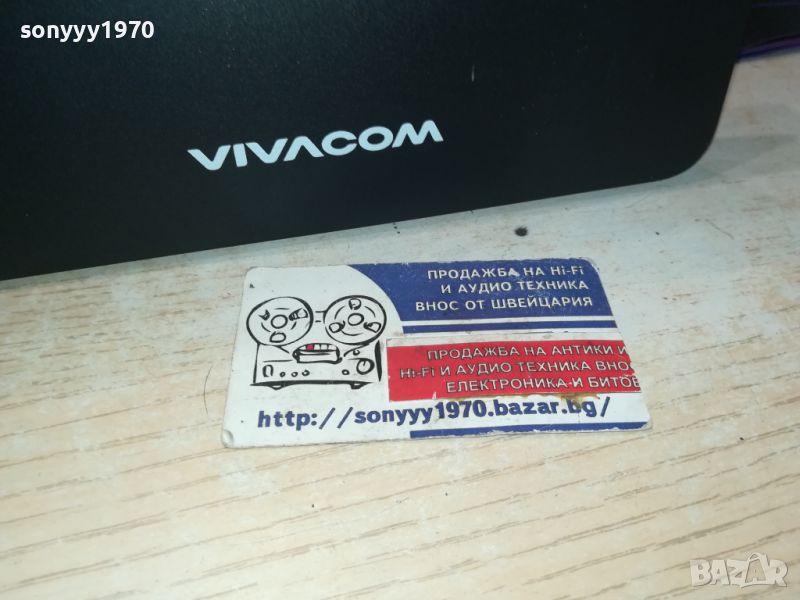 sonyyy1970
VIVACOM
ПРОДАЖБА НА Hi-Fi
И АУДИО ТЕХНИКА
ВНОС ОТ ШВЕЙЦАРИЯ
ПРОДАЖБА НА АНТИКИ И
Hi-Fi И АУДИО ТЕХНИКА ВНО
ЕЛЕКТРОНИКА И БИТОВ
http://sonyyy1970.bazar.bg/
BAZAR